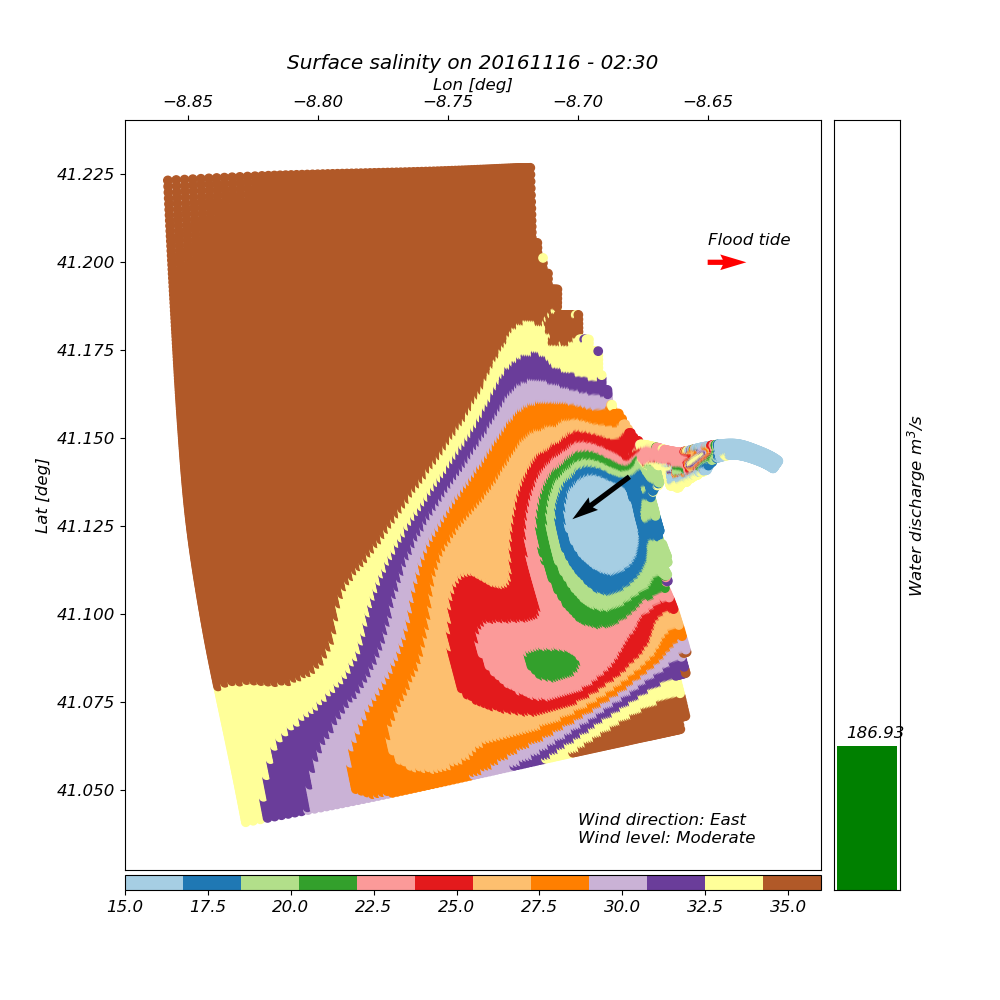 Surface salinity on 20161116 - 02:30
Lon [deg]
−8.85 −8.80 −8.75 −8.70 −8.65
41.225
41.200
41.175
41.150
41.125
41.100
41.075
41.050
Lat [deg]
Flood tide
Wind direction: East
Wind level: Moderate
15.0 17.5 20.0 22.5 25.0 27.5 30.0 32.5 35.0
186.93
Water discharge m³/s